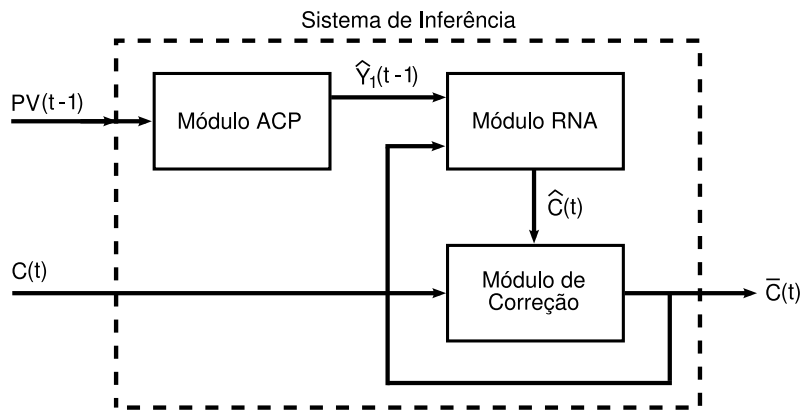 Sistema de Inferência
PV(t-1)
Módulo ACP
Ŷ₁(t-1)
Módulo RNA
Ĉ(t)
C(t)
Módulo de
Correção
C̅(t)